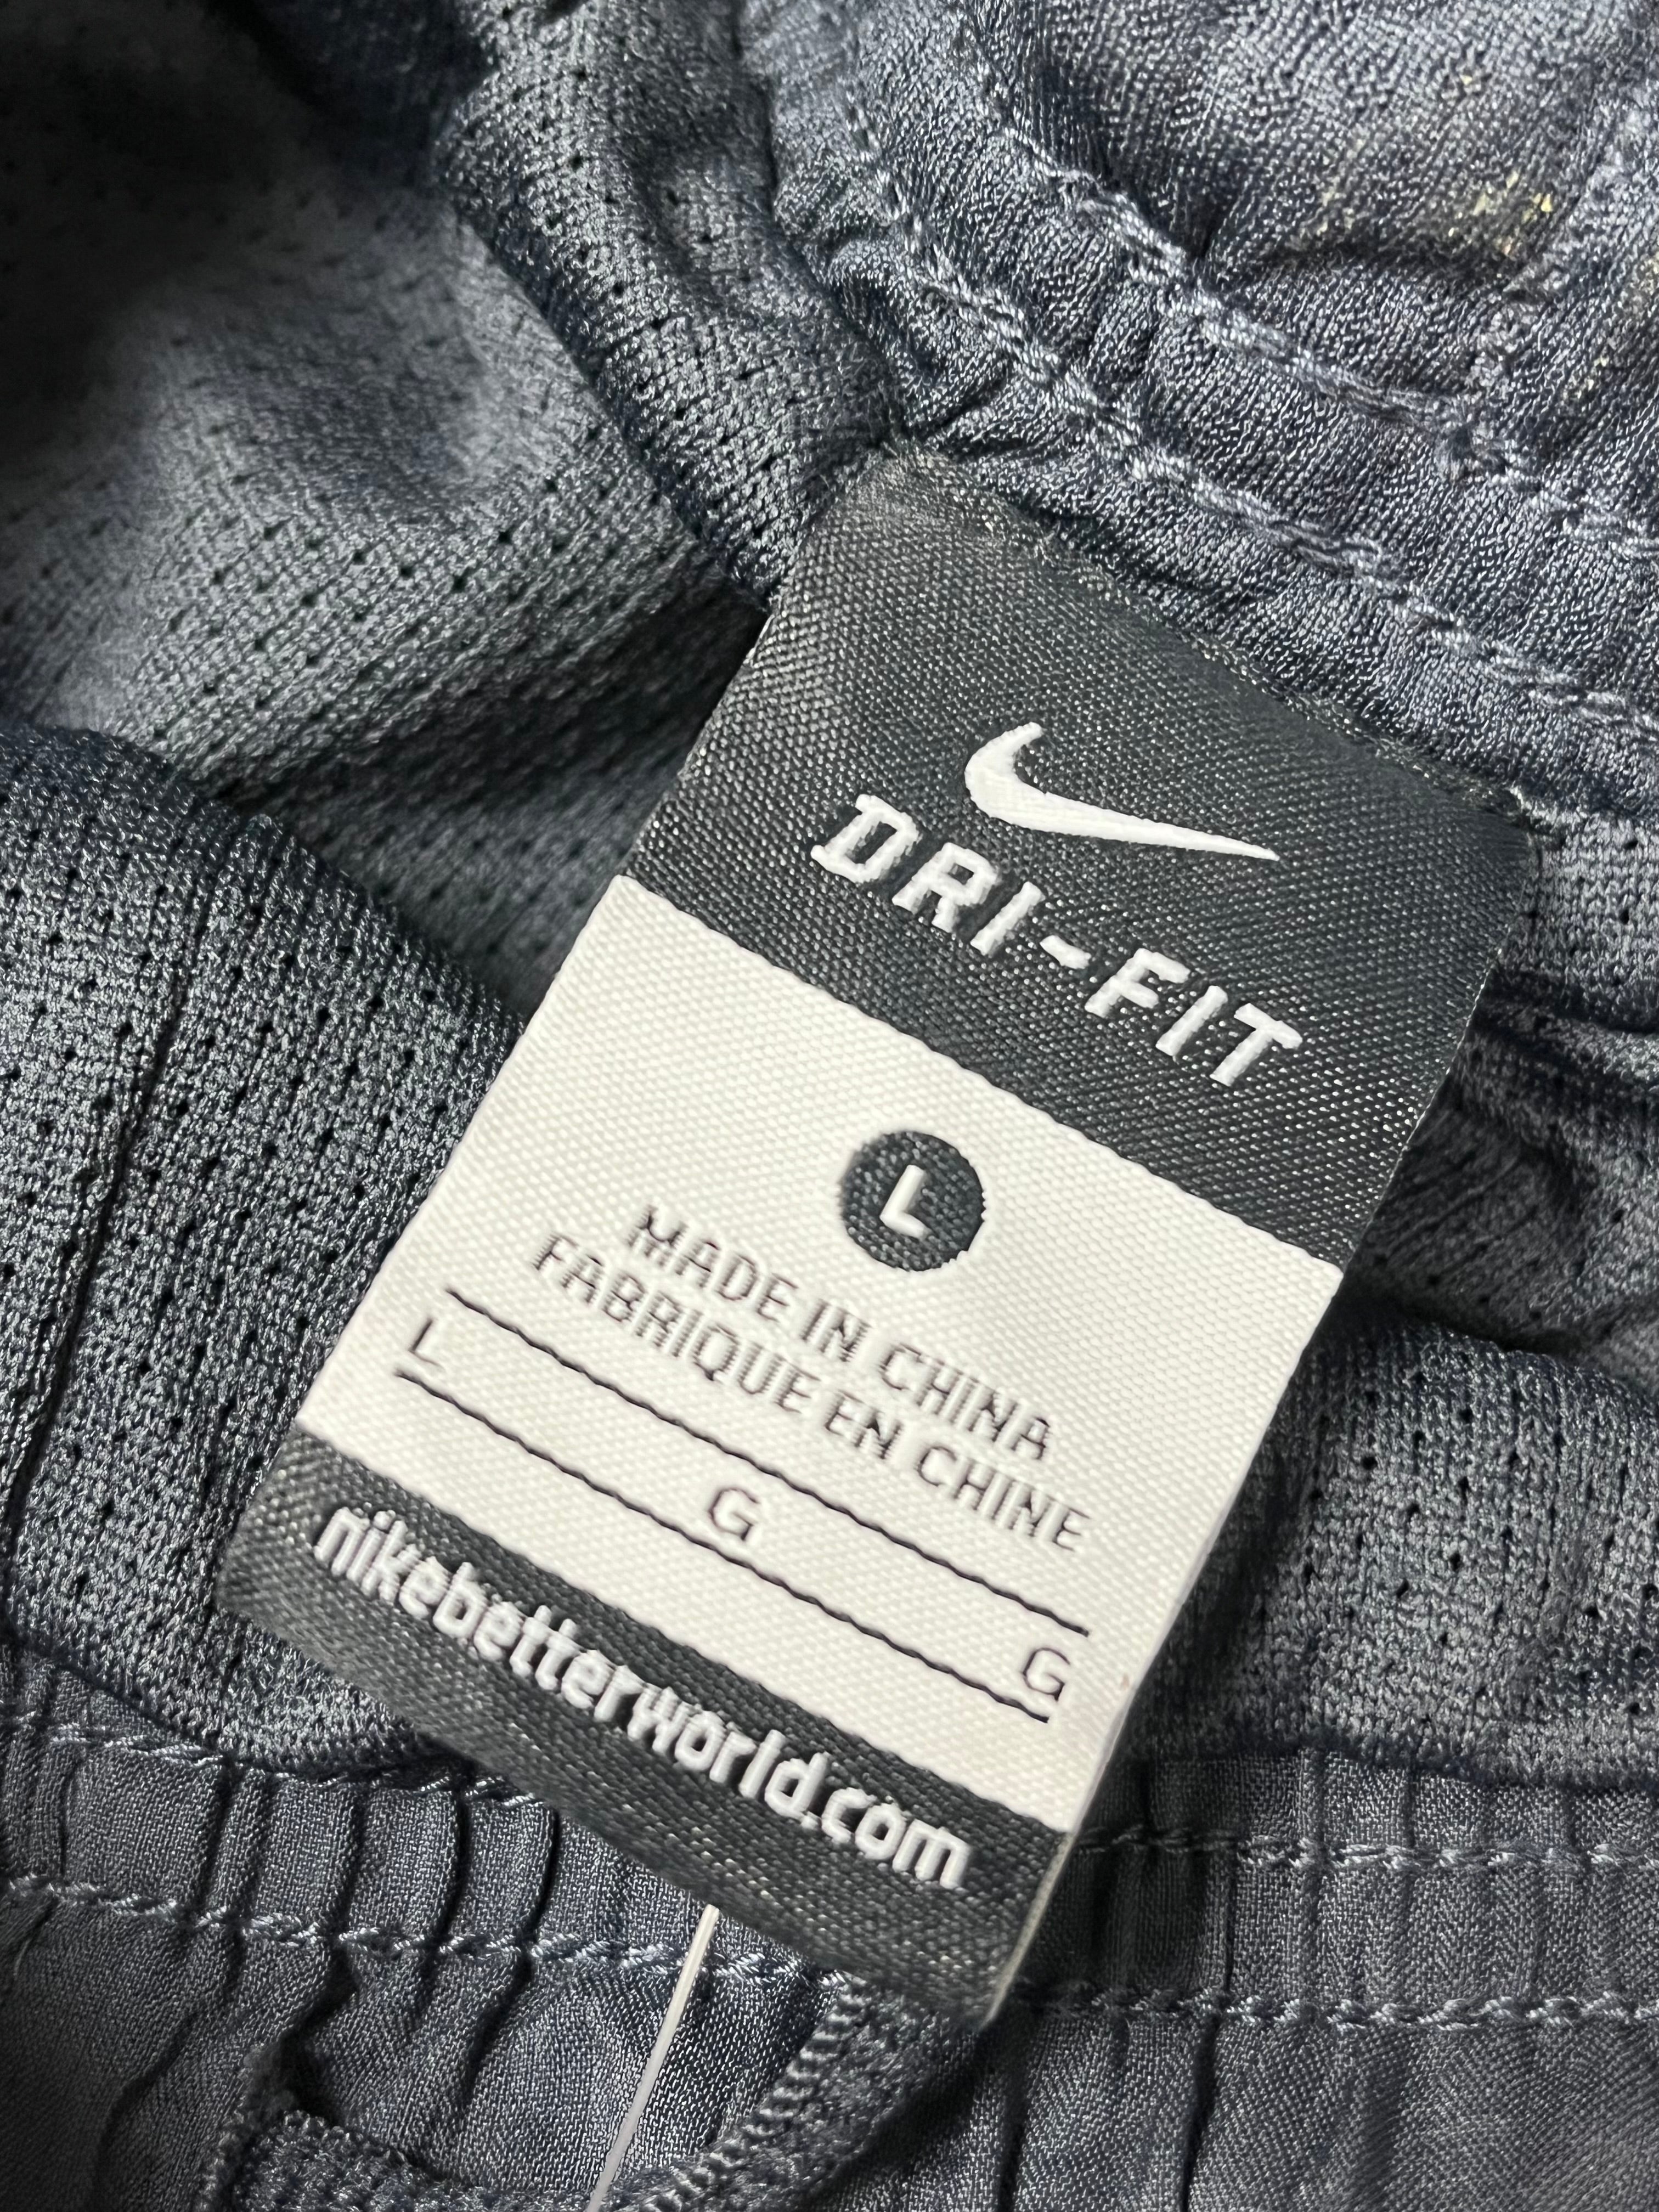 DRI-FIT
L
MADE IN CHINA
FABRIQUE EN CHINE
L G G
nikebetterworld.com